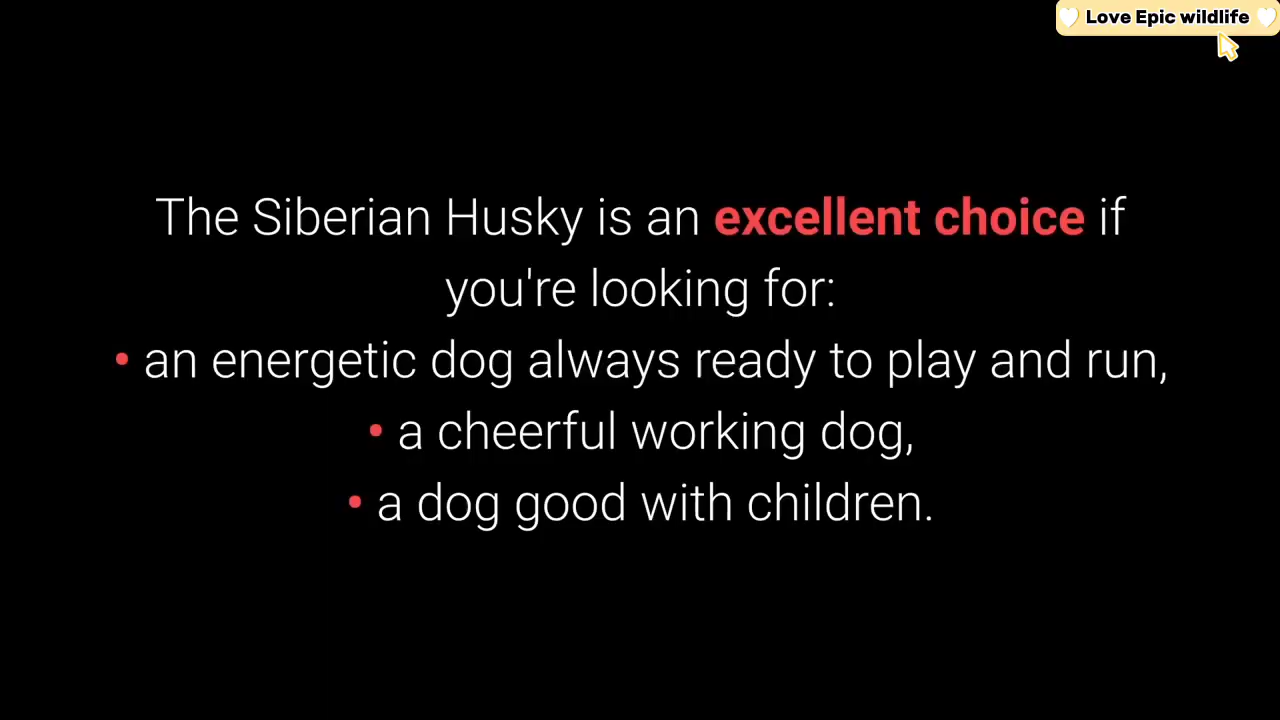 🤍 Love Epic wildlife 🤍
The Siberian Husky is an excellent choice if
you're looking for:
• an energetic dog always ready to play and run,
• a cheerful working dog,
• a dog good with children.